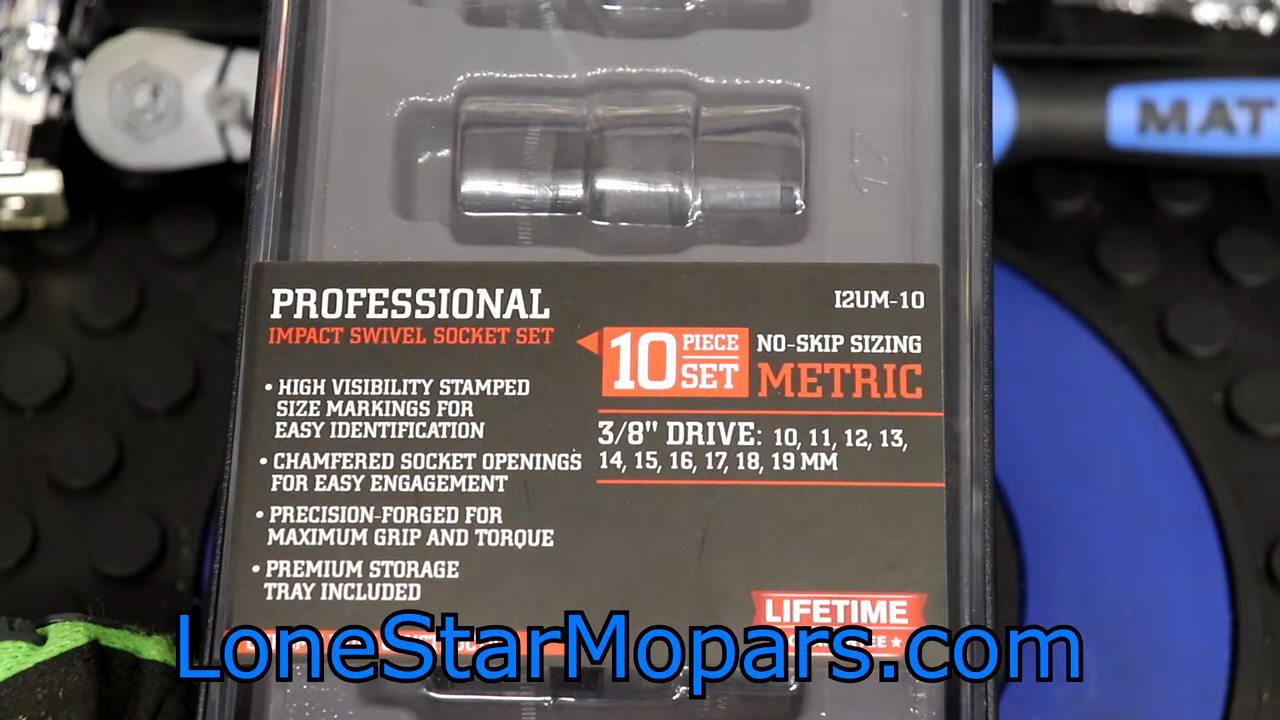 17
MAT
PROFESSIONAL
IMPACT SWIVEL SOCKET SET
• HIGH VISIBILITY STAMPED
SIZE MARKINGS FOR
EASY IDENTIFICATION
• CHAMFERED SOCKET OPENINGS
FOR EASY ENGAGEMENT
• PRECISION-FORGED FOR
MAXIMUM GRIP AND TORQUE
• PREMIUM STORAGE
TRAY INCLUDED
I2UM-10
10 PIECE
SET
NO-SKIP SIZING
METRIC
3/8" DRIVE: 10, 11, 12, 13,
14, 15, 16, 17, 18, 19 MM
LIFETIME
LoneStarMopars.com